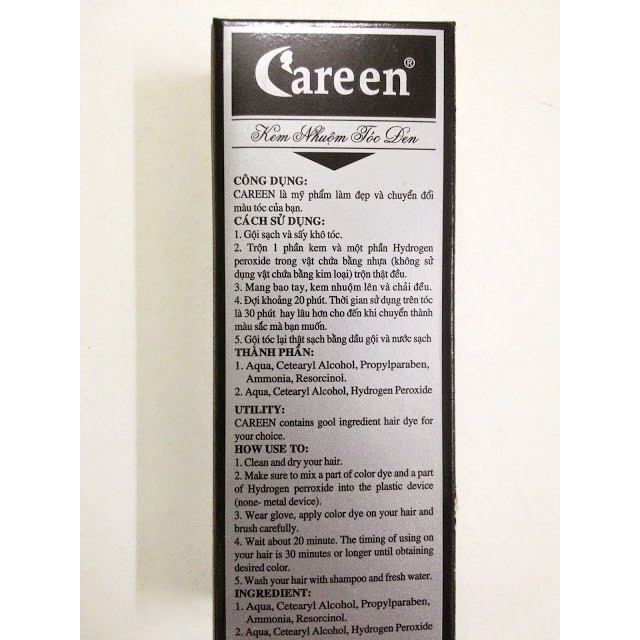 Careen®
Kem Nhuộm Tóc Đen
CÔNG DỤNG:
CAREEN là mỹ phẩm làm đẹp và chuyển đổi
màu tóc của bạn.
CÁCH SỬ DỤNG:
1. Gội sạch và sấy khô tóc.
2. Trộn 1 phần kem và một phần Hydrogen
peroxide trong vật chứa bằng nhựa (không sử
dụng vật chứa bằng kim loại) trộn thật đều.
3. Mang bao tay, kem nhuộm lên và chải đều.
4. Đợi khoảng 20 phút. Thời gian sử dụng trên tóc
là 30 phút hay lâu hơn cho đến khi chuyển thành
màu sắc mà bạn muốn.
5. Gội tóc lại thật sạch bằng dầu gội và nước sạch
THÀNH PHẦN:
1. Aqua, Cetearyl Alcohol, Propylparaben,
Ammonia, Resorcinol.
2. Aqua, Cetearyl Alcohol, Hydrogen Peroxide
UTILITY:
CAREEN contains gool ingredient hair dye for
your choice.
HOW USE TO:
1. Clean and dry your hair.
2. Make sure to mix a part of color dye and a part
of Hydrogen perroxide into the plastic device
(none- metal device).
3. Wear glove, apply color dye on your hair and
brush carefully.
4. Wait about 20 minute. The timing of using on
your hair is 30 minutes or longer until obtaining
desired color.
5. Wash your hair with shampoo and fresh water.
INGREDIENT:
1. Aqua, Cetearyl Alcohol, Propylparaben,
Ammonia, Resorcinol.
2. Aqua, Cetearyl Alcohol, Hydrogen Peroxide